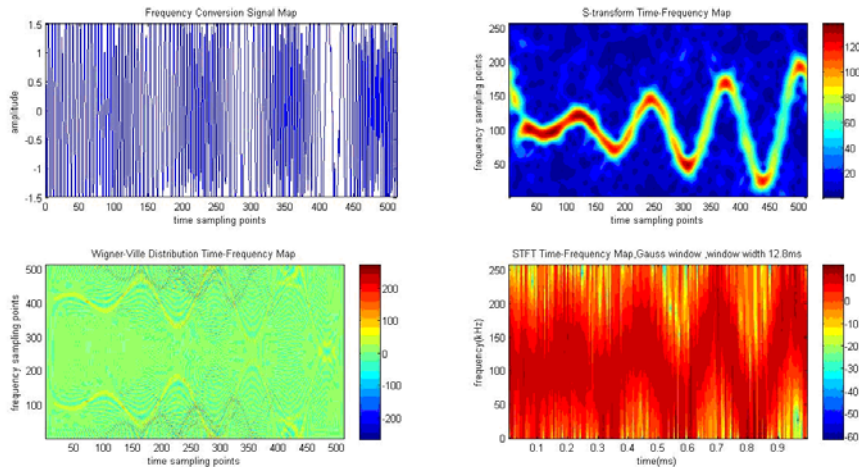 Frequency Conversion Signal Map
1.5
1
0.5
0
-0.5
-1
-1.5
amplitude
0 50 100 150 200 250 300 350 400 450 500
time sampling points
S-transform Time-Frequency Map
250
200
150
100
50
frequency sampling points
50 100 150 200 250 300 350 400 450 500
time sampling points
120
100
80
60
40
20
Wigner-Ville Distribution Time-Frequency Map
500
400
300
200
100
frequency sampling points
50 100 150 200 250 300 350 400 450 500
time sampling points
200
100
0
-100
-200
STFT Time-Frequency Map,Gauss window ,window width 12.8ms
250
200
150
100
50
0
frequency(kHz)
0.1 0.2 0.3 0.4 0.5 0.6 0.7 0.8 0.9
time(ms)
10
0
-10
-20
-30
-40
-50
-60